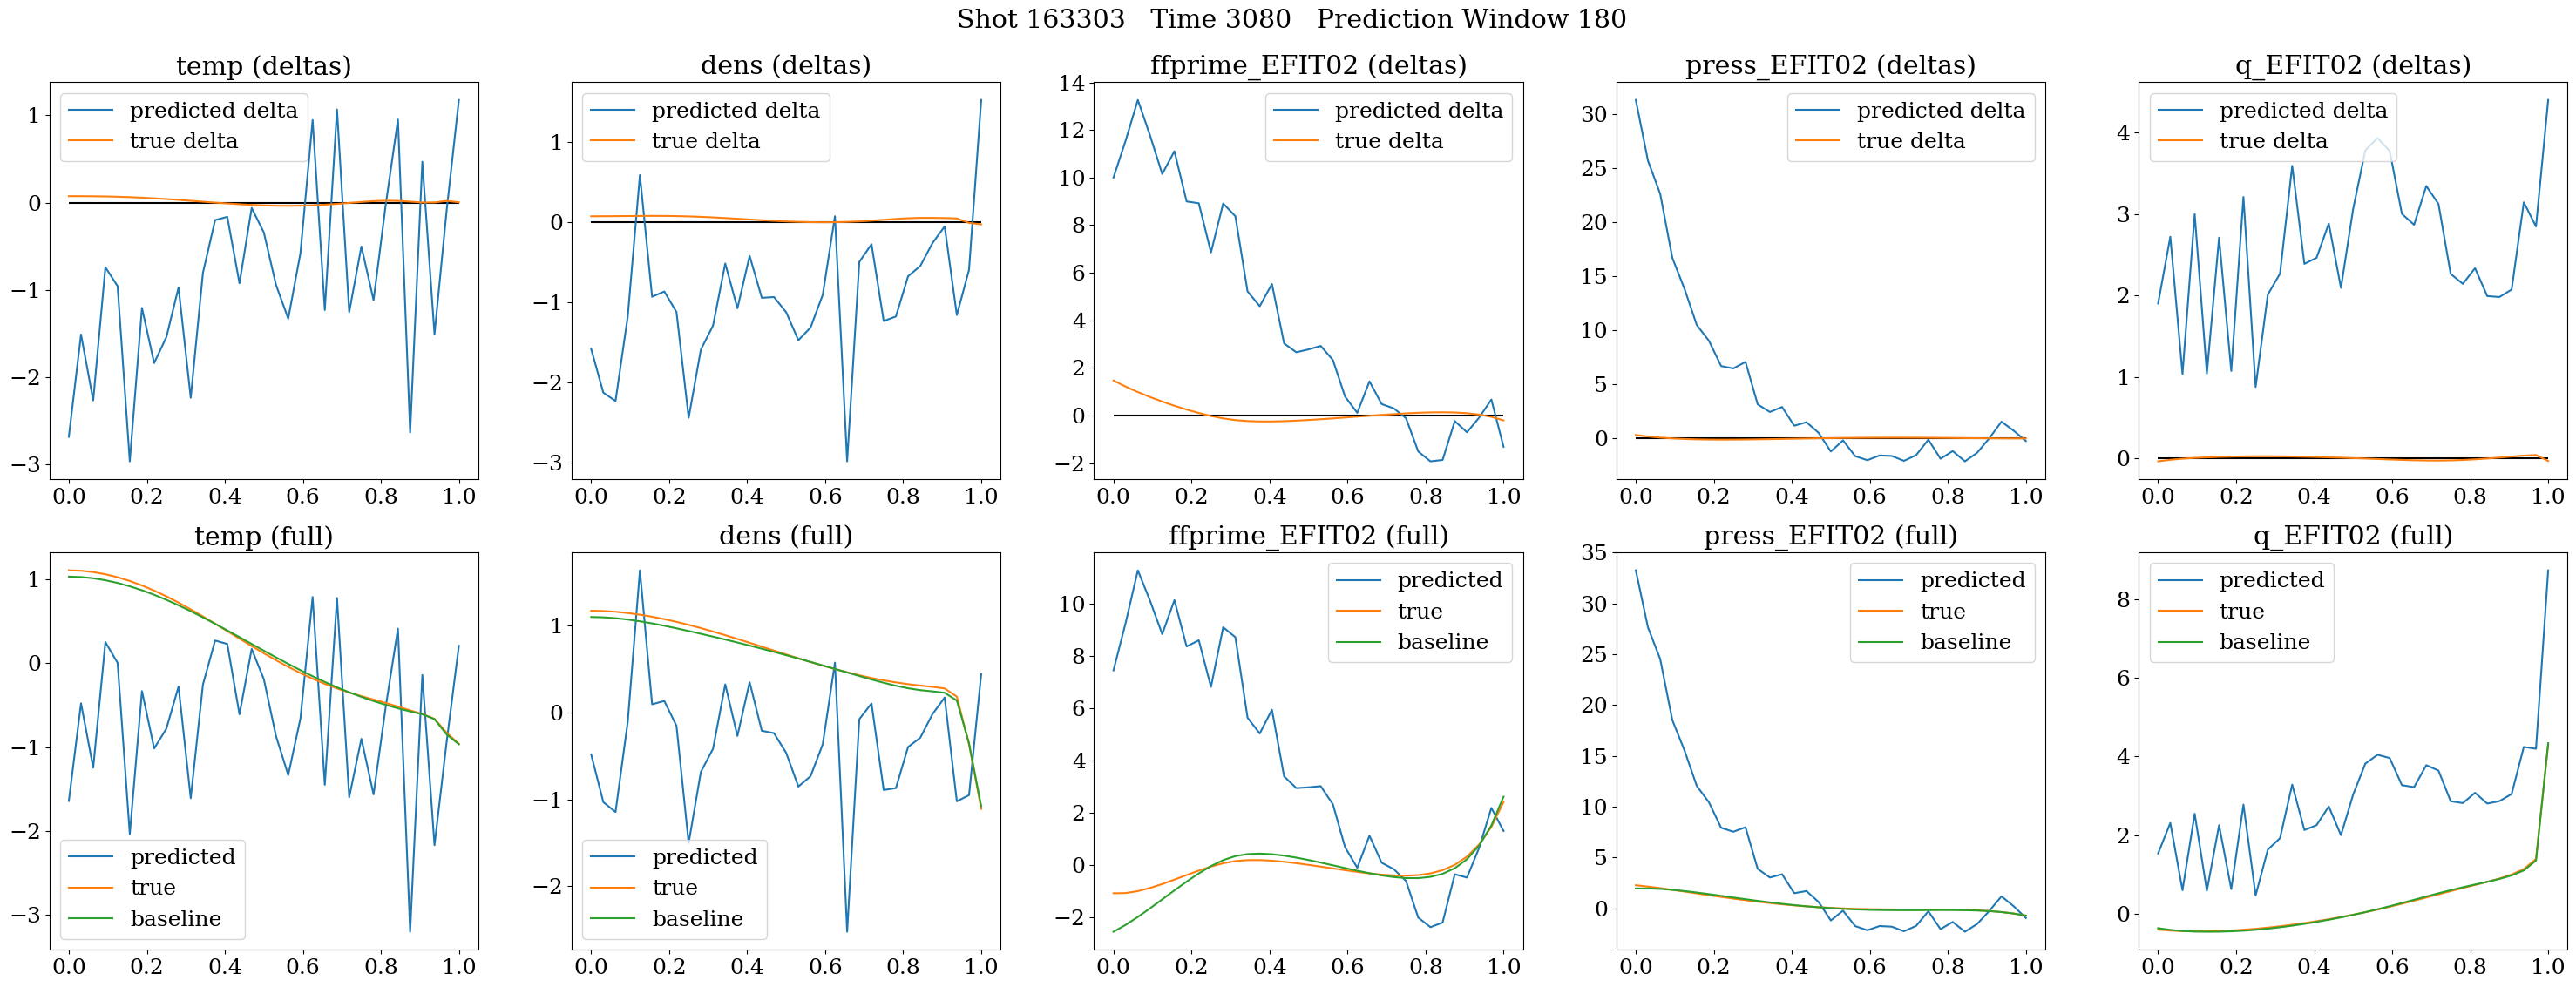 Shot 163303   Time 3080   Prediction Window 180
temp (deltas)
predicted delta
true delta
1
0
−1
−2
−3
0.0 0.2 0.4 0.6 0.8 1.0
dens (deltas)
predicted delta
true delta
1
0
−1
−2
−3
0.0 0.2 0.4 0.6 0.8 1.0
ffprime_EFIT02 (deltas)
predicted delta
true delta
14
12
10
8
6
4
2
0
−2
0.0 0.2 0.4 0.6 0.8 1.0
press_EFIT02 (deltas)
predicted delta
true delta
30
25
20
15
10
5
0
0.0 0.2 0.4 0.6 0.8 1.0
q_EFIT02 (deltas)
predicted delta
true delta
4
3
2
1
0
0.0 0.2 0.4 0.6 0.8 1.0
temp (full)
1
0
−1
−2
−3
predicted
true
baseline
0.0 0.2 0.4 0.6 0.8 1.0
dens (full)
1
0
−1
−2
predicted
true
baseline
0.0 0.2 0.4 0.6 0.8 1.0
ffprime_EFIT02 (full)
predicted
true
baseline
10
8
6
4
2
0
−2
0.0 0.2 0.4 0.6 0.8 1.0
press_EFIT02 (full)
predicted
true
baseline
35
30
25
20
15
10
5
0
0.0 0.2 0.4 0.6 0.8 1.0
q_EFIT02 (full)
predicted
true
baseline
8
6
4
2
0
0.0 0.2 0.4 0.6 0.8 1.0